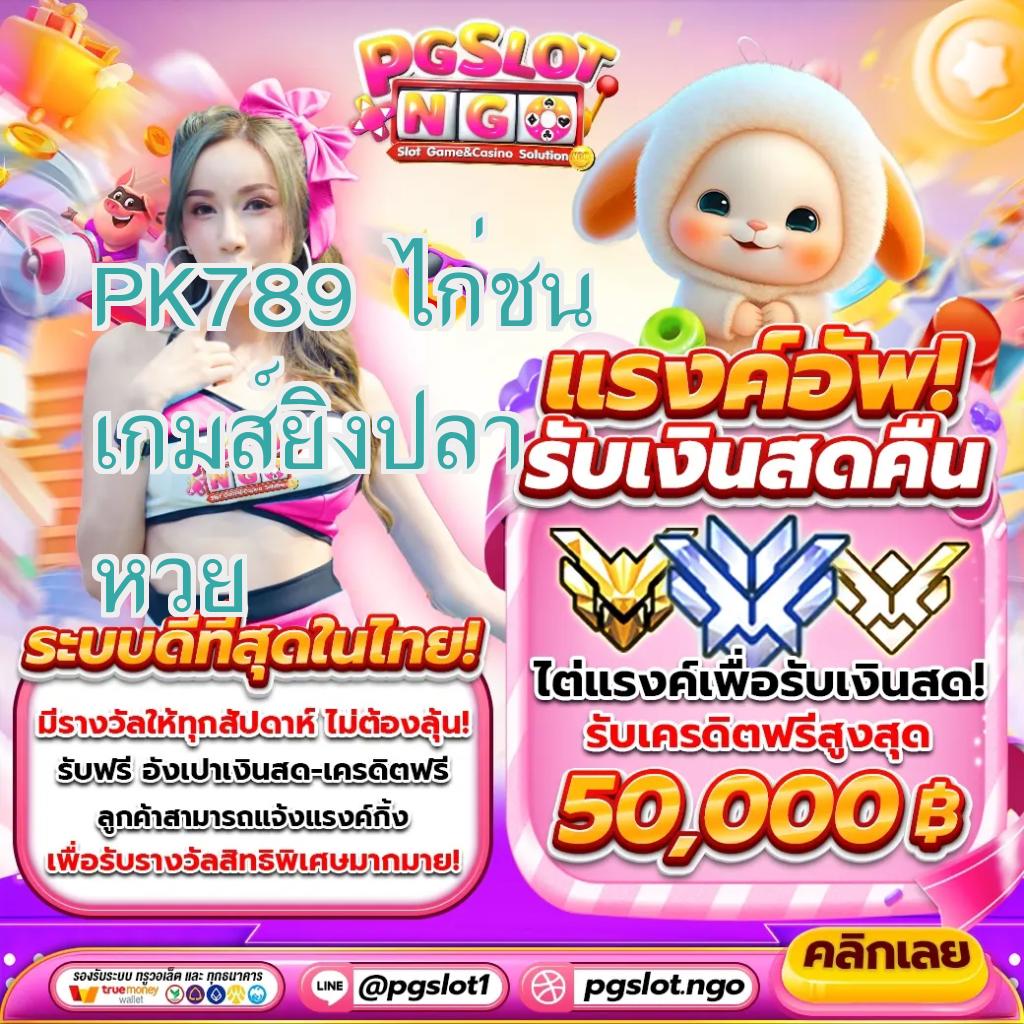 PGSLOT
NGO
Slot Game&Casino Solution
PK789 ไก่ชน
เกมส์ยิงปลา
หวย
แรงค์อัพ!
รับเงินสดคืน
ระบบดีที่สุดในไทย!
มีรางวัลให้ทุกสัปดาห์ ไม่ต้องลุ้น!
รับฟรี อังเปาเงินสด-เครดิตฟรี
ลูกค้าสามารถแจ้งแรงค์กิ้ง
เพื่อรับรางวัลสิทธิพิเศษมากมาย!
ไต่แรงค์เพื่อรับเงินสด!
รับเครดิตฟรีสูงสุด
50,000฿
คลิกเลย
รองรับระบบ ทรูวอเล็ต และ ทุกธนาคาร
truemoney
wallet
LINE @pgslot1
pgslot.ngo